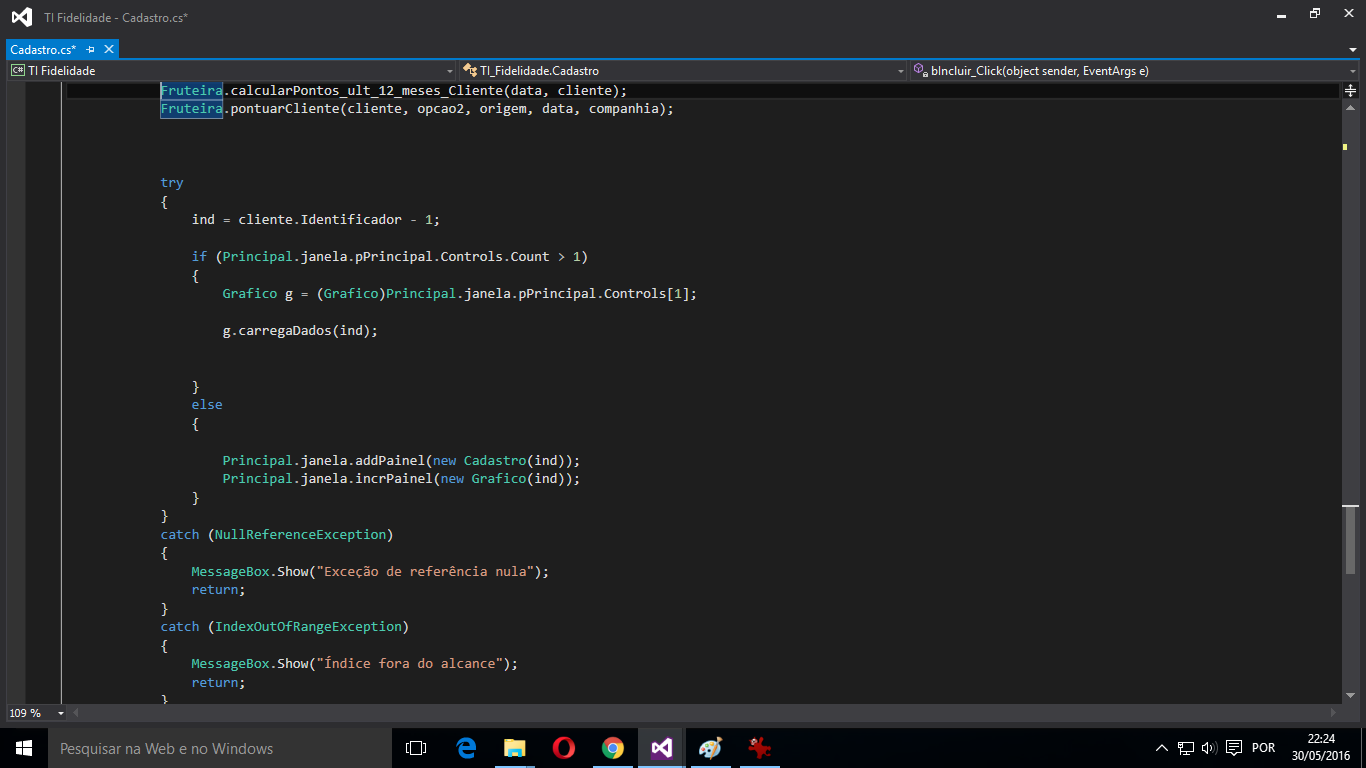 TI Fidelidade - Cadastro.cs*
Cadastro.cs*
C# TI Fidelidade
TI_Fidelidade.Cadastro
bIncluir_Click(object sender, EventArgs e)
Fruteira.calcularPontos_ult_12_meses_Cliente(data, cliente);
Fruteira.pontuarCliente(cliente, opcao2, origem, data, companhia);
try
{
ind = cliente.Identificador - 1;
if (Principal.janela.pPrincipal.Controls.Count > 1)
{
Grafico g = (Grafico)Principal.janela.pPrincipal.Controls[1];
g.carregaDados(ind);
}
else
{
Principal.janela.addPainel(new Cadastro(ind));
Principal.janela.incrPainel(new Grafico(ind));
}
}
catch (NullReferenceException)
{
MessageBox.Show("Exceção de referência nula");
return;
}
catch (IndexOutOfRangeException)
{
MessageBox.Show("Índice fora do alcance");
return;
}
109 %
Pesquisar na Web e no Windows
POR
22:24
30/05/2016